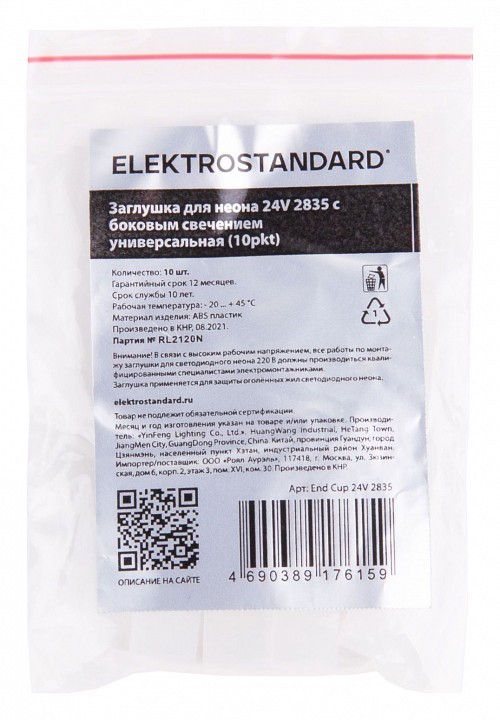 ELEKTROSTANDARD®
Заглушка для неона 24V 2835 с
боковым свечением
универсальная (10pkt)
Количество: 10 шт.
Гарантийный срок 12 месяцев.
Срок службы 10 лет.
Рабочая температура: - 20 ... + 45 °C
Материал изделия: ABS пластик
Произведено в КНР, 08.2021.
Партия № RL2120N
1
Внимание! В связи с высоким рабочим напряжением, все работы по монта-
жу заглушки для светодиодного неона 220 В должны производиться квали-
фицированными специалистами электромонтажниками.
Заглушка применяется для защиты оголённых жил светодиодного неона.
elektrostandard.ru
Товар не подлежит обязательной сертификации.
Месяц и год изготовления указан на товаре и/или упаковке. Производи-
тель: «YinFeng Lighting Co., Ltd.». HuangWang Industrial, HeTang Town,
JiangMen City, GuangDong Province, China. Китай, провинция Гуандун, город
Цзянмэнь, населенный пункт Хэтан, индустриальный район Хуанван.
Импортер/поставщик: ООО «Роял Аурэль», 117418, г. Москва, ул. Зюзин-
ская, дом 6, корп. 2, этаж 3, пом. XVI, ком. 30. Произведено в КНР.
Арт: End Cup 24V 2835
ОПИСАНИЕ НА САЙТЕ
4 690389 176159